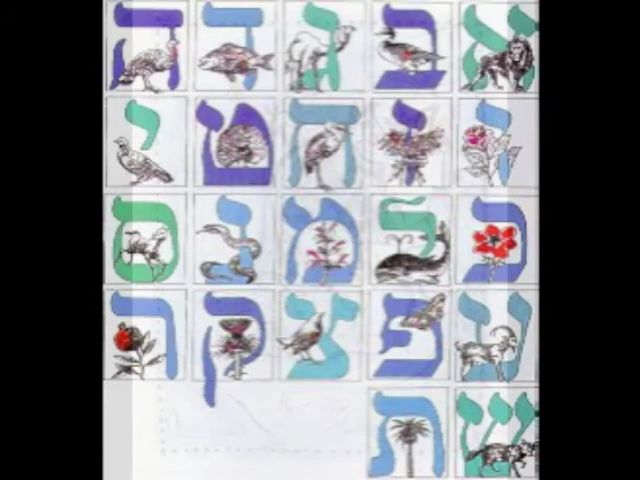 א ב ג ד ה
ו ז ח ט י
כ ל מ נ ס
ע פ צ ק ר
ש ת